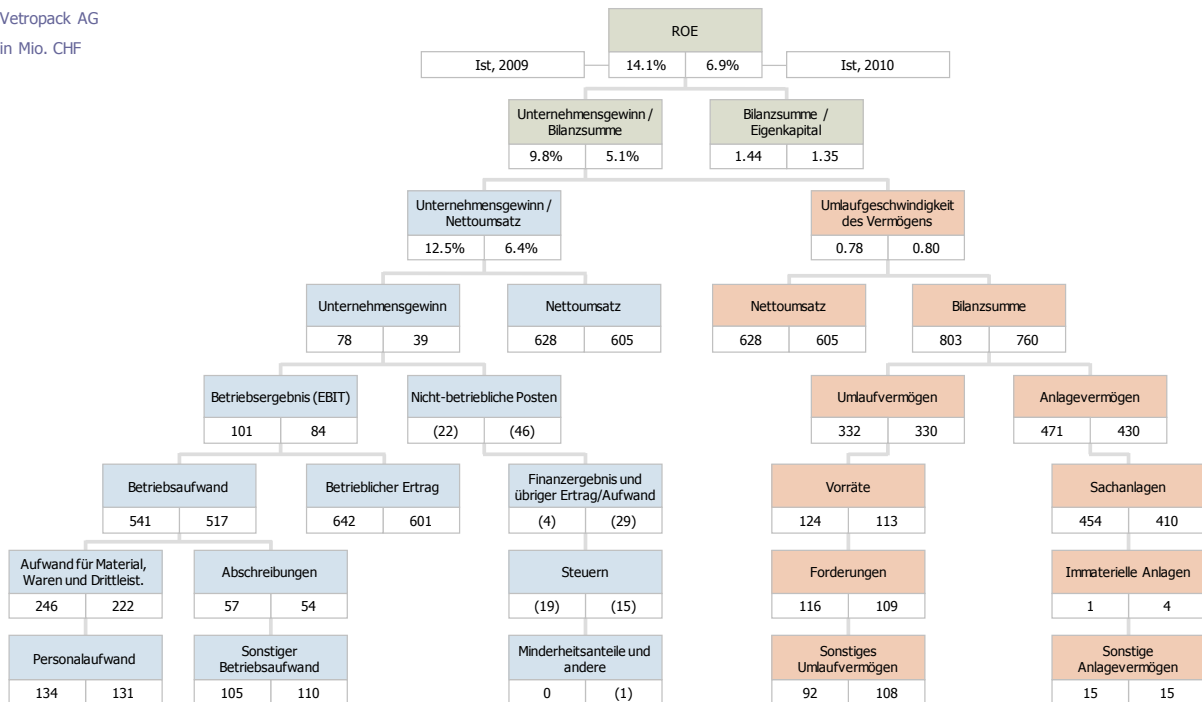 Vetropack AG
in Mio. CHF
ROE
Ist, 2009 14.1% 6.9% Ist, 2010
Unternehmensgewinn / Bilanzsumme /
Bilanzsumme Eigenkapital
9.8% 5.1% 1.44 1.35
Unternehmensgewinn / Umlaufgeschwindigkeit
Nettoumsatz des Vermögens
12.5% 6.4% 0.78 0.80
Unternehmensgewinn Nettoumsatz Nettoumsatz Bilanzsumme
78 39 628 605 628 605 803 760
Betriebsergebnis (EBIT) Nicht-betriebliche Posten Umlaufvermögen Anlagevermögen
101 84 (22) (46) 332 330 471 430
Betriebsaufwand Betrieblicher Ertrag Finanzergebnis und Vorräte Sachanlagen
übriger Ertrag/Aufwand
541 517 642 601 (4) (29) 124 113 454 410
Aufwand für Material, Abschreibungen Steuern Forderungen Immaterielle Anlagen
Waren und Drittleist.
246 222 57 54 (19) (15) 116 109 1 4
Personalaufwand Sonstiger Minderheitsanteile und Sonstiges Sonstige
Betriebsaufwand andere Umlaufvermögen Anlagevermögen
134 131 105 110 0 (1) 92 108 15 15